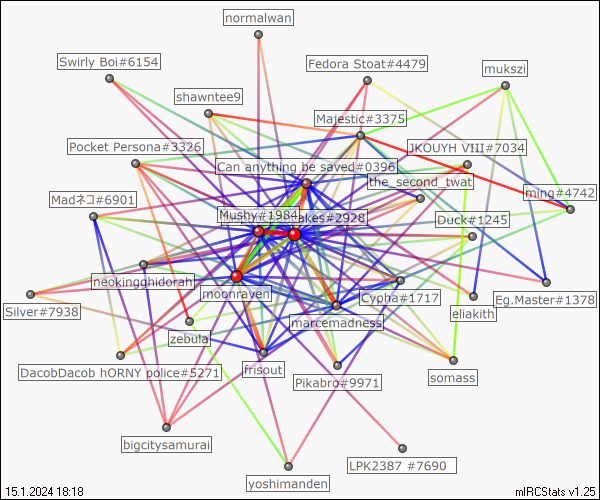 normalwan
Swirly Boi#6154
Fedora Stoat#4479
mukszi
shawntee9
Majestic#3375
Pocket Persona#3326
JKOUYH VIII#7034
Can anything be saved#0396
the_second_twat
ming#4742
Madネコ#6901
Mushy#1984
akes#2928
Duck#1245
neokingghidorah
moonraven
Cypha#1717
Eg.Master#1378
Silver#7938
eliakith
marcemadness
zebula
DacobDacob hORNY police#5271
frisout
somass
Pikabro#9971
bigcitysamurai
LPK2387 #7690
yoshimanden
15.1.2024 18:18
mIRCStats v1.25